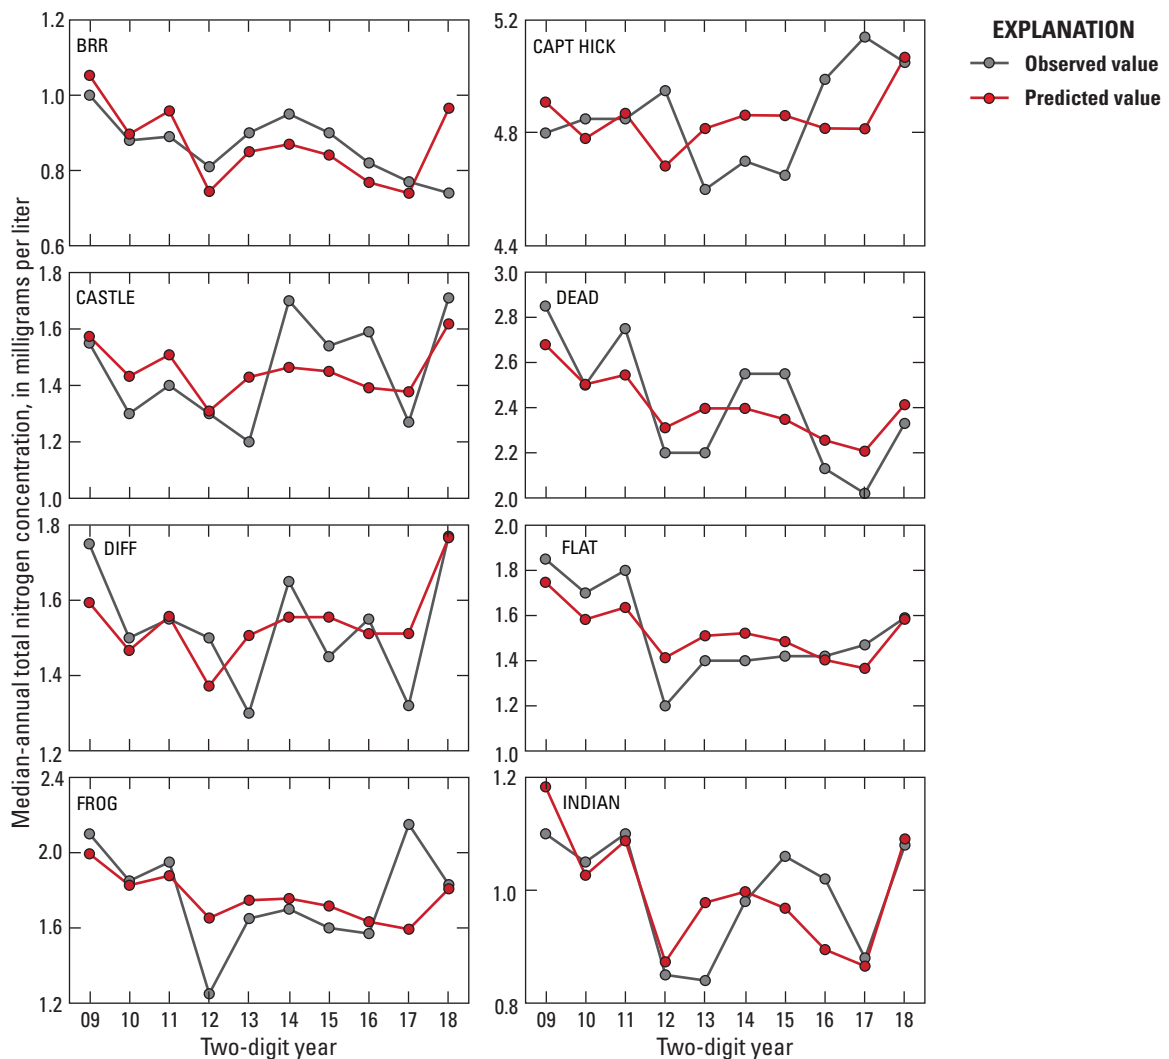 EXPLANATION
Observed value
Predicted value
Median-annual total nitrogen concentration, in milligrams per liter
BRR
1.2
1.0
0.8
0.6
CAPT HICK
5.2
4.8
4.4
CASTLE
1.8
1.6
1.4
1.2
1.0
DEAD
3.0
2.8
2.6
2.4
2.2
2.0
DIFF
1.8
1.6
1.4
1.2
FLAT
2.0
1.8
1.6
1.4
1.2
1.0
FROG
2.4
2.0
1.6
1.2
09 10 11 12 13 14 15 16 17 18
Two-digit year
INDIAN
1.2
1.0
0.8
09 10 11 12 13 14 15 16 17 18
Two-digit year